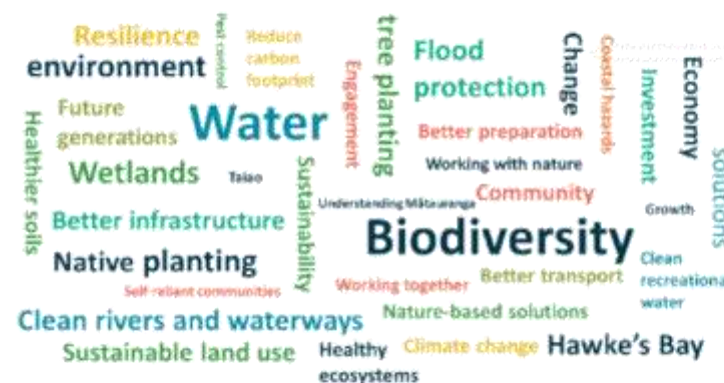 Resilience
environment
Pest control
Reduce
carbon
footprint
tree planting
Flood
protection
Change
Coastal hazards
Investment
Economy
solutions
Future
generations
Water
Engagement
Better preparation
Healthier soils
Wetlands
Taiao
Sustainability
Working with nature
Understanding Mātauranga
Community
Growth
Better infrastructure
Biodiversity
Native planting
Clean
recreational
water
Self-reliant communities
Working together
Better transport
Clean rivers and waterways
Nature-based solutions
Sustainable land use
Healthy
ecosystems
Climate change
Hawke's Bay